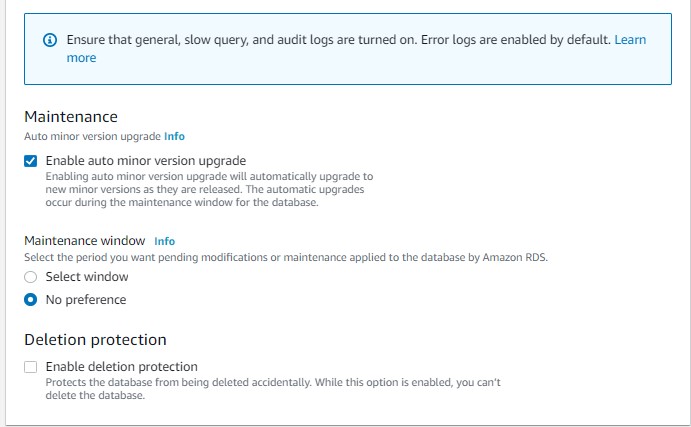 Ensure that general, slow query, and audit logs are turned on. Error logs are enabled by default. Learn
more
Maintenance
Auto minor version upgrade Info
Enable auto minor version upgrade
Enabling auto minor version upgrade will automatically upgrade to
new minor versions as they are released. The automatic upgrades
occur during the maintenance window for the database.
Maintenance window Info
Select the period you want pending modifications or maintenance applied to the database by Amazon RDS.
Select window
No preference
Deletion protection
Enable deletion protection
Protects the database from being deleted accidentally. While this option is enabled, you can't
delete the database.